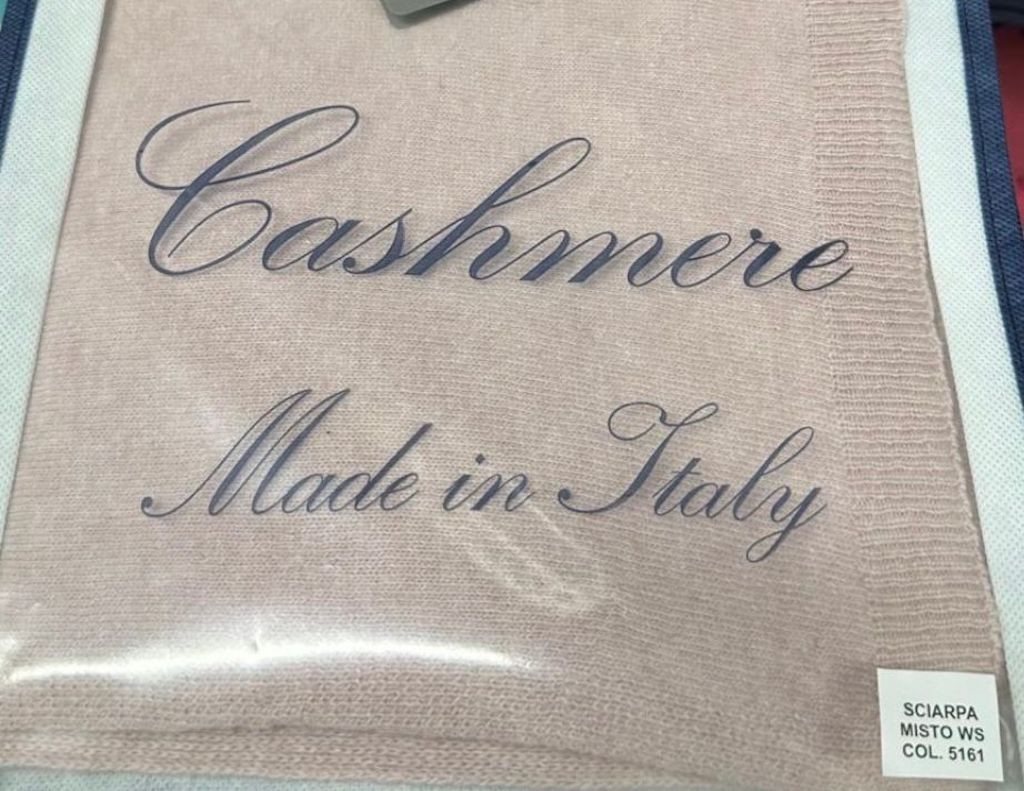 Cashmere
Made in Italy
SCIARPA
MISTO WS
COL. 5161